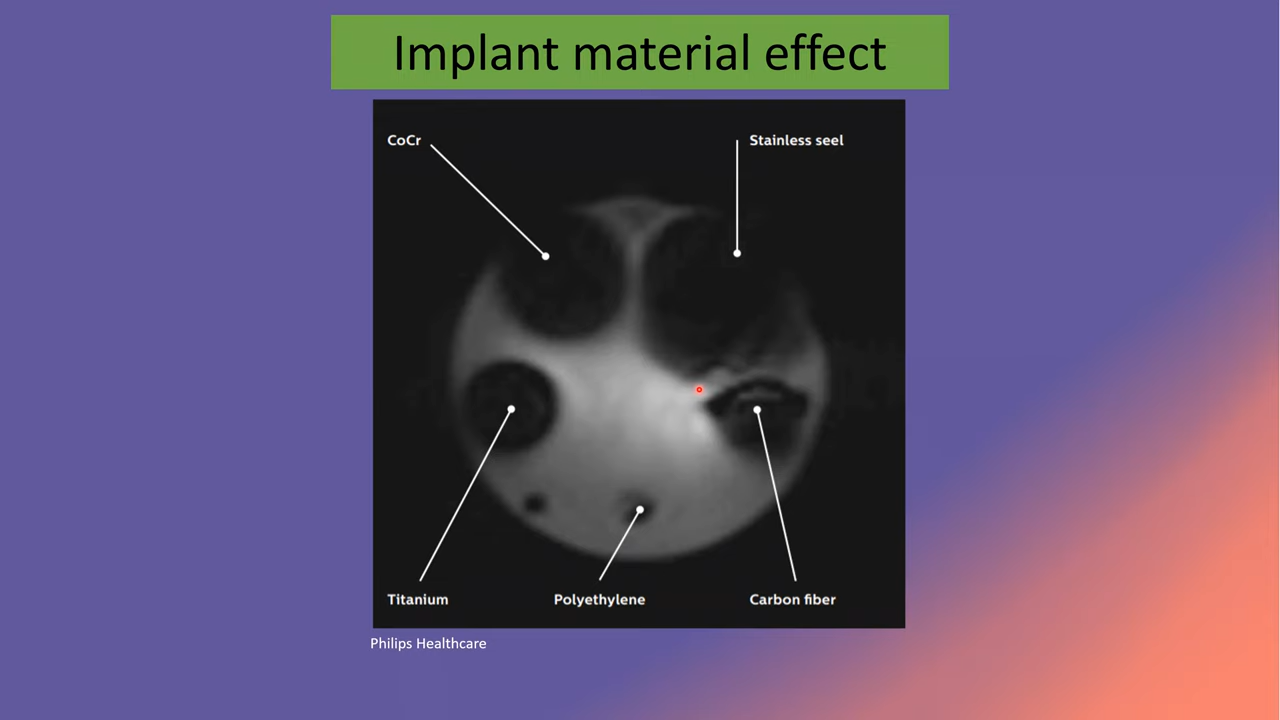 Implant material effect
CoCr
Stainless seel
Titanium
Polyethylene
Carbon fiber
Philips Healthcare